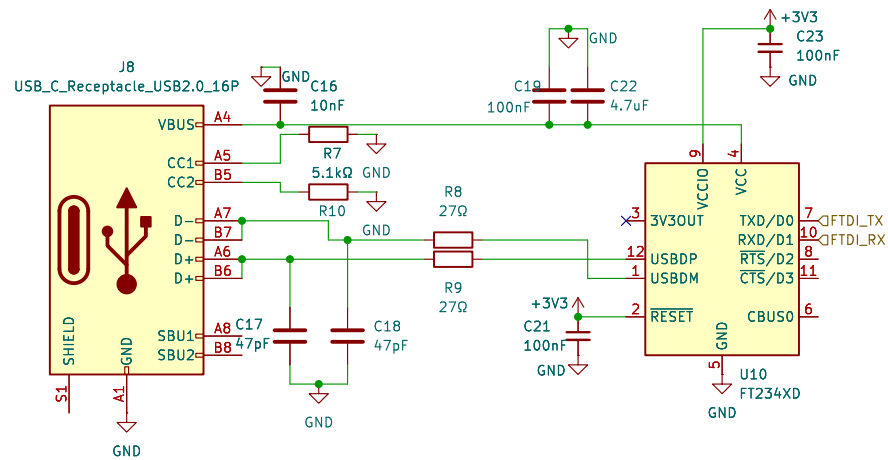 +3V3
C23
100nF
GND
GND
J8
USB_C_Receptacle_USB2.0_16P
GND
C16
10nF
C19
100nF
C22
4.7uF
VBUS
A4
CC1
A5
CC2
B5
R7
5.1kΩ
GND
R10
GND
9
4
VCCIO
VCC
D-
A7
D-
B7
D+
A6
D+
B6
R8
27Ω
R9
27Ω
3
3V3OUT
TXD/D0
7
FTDI_TX
RXD/D1
10
FTDI_RX
12
USBDP
RTS/D2
8
1
USBDM
CTS/D3
11
+3V3
2
RESET
CBUS0
6
C21
100nF
GND
C17
47pF
C18
47pF
GND
SBU1
A8
SBU2
B8
SHIELD
GND
S1
A1
GND
GND
5
U10
FT234XD
GND